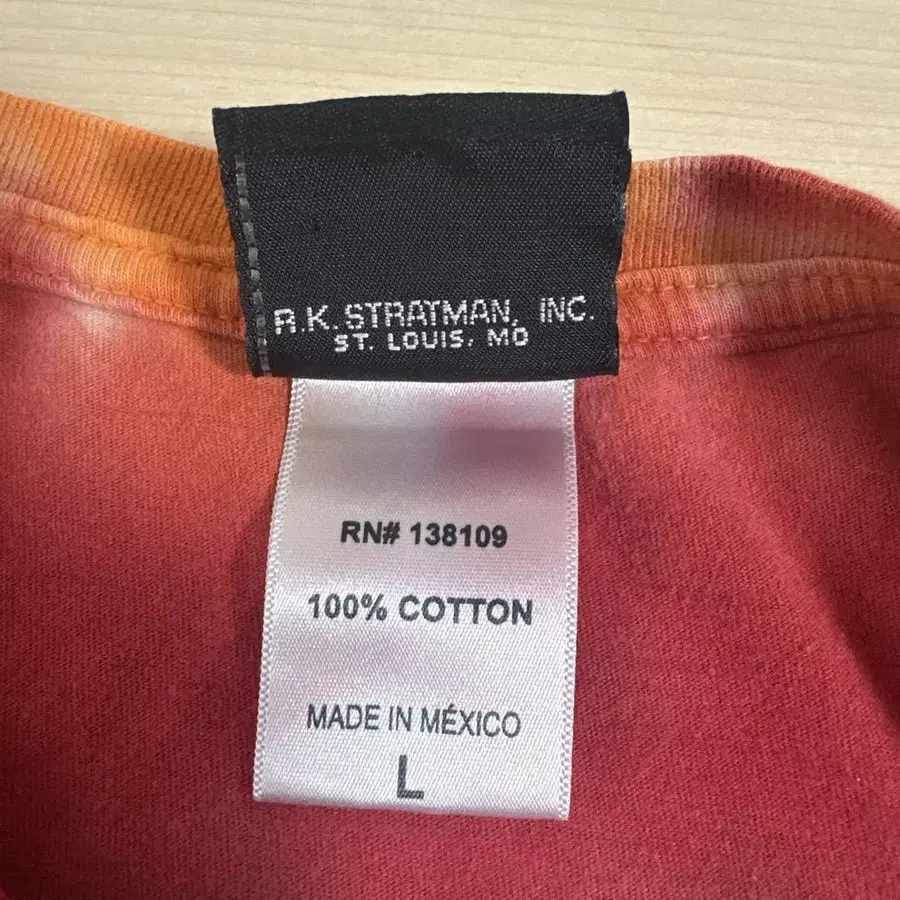 R.K. STRATMAN, INC.
ST. LOUIS, MO
RN# 138109
100% COTTON
MADE IN MÉXICO
L